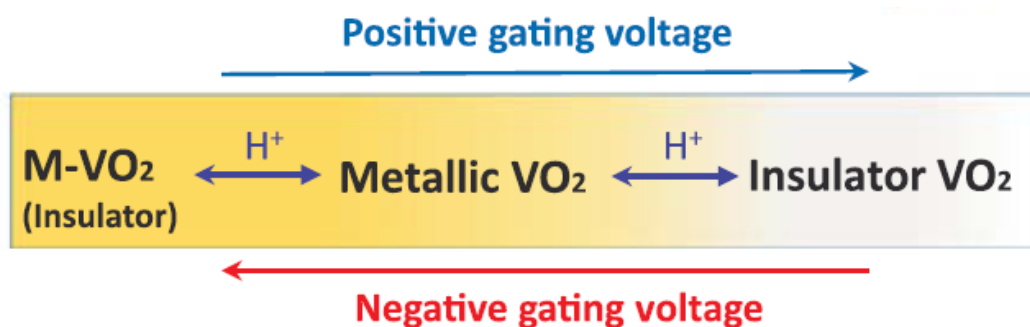 Positive gating voltage
H⁺ H⁺
M-VO₂ Metallic VO₂ Insulator VO₂
(Insulator)
Negative gating voltage